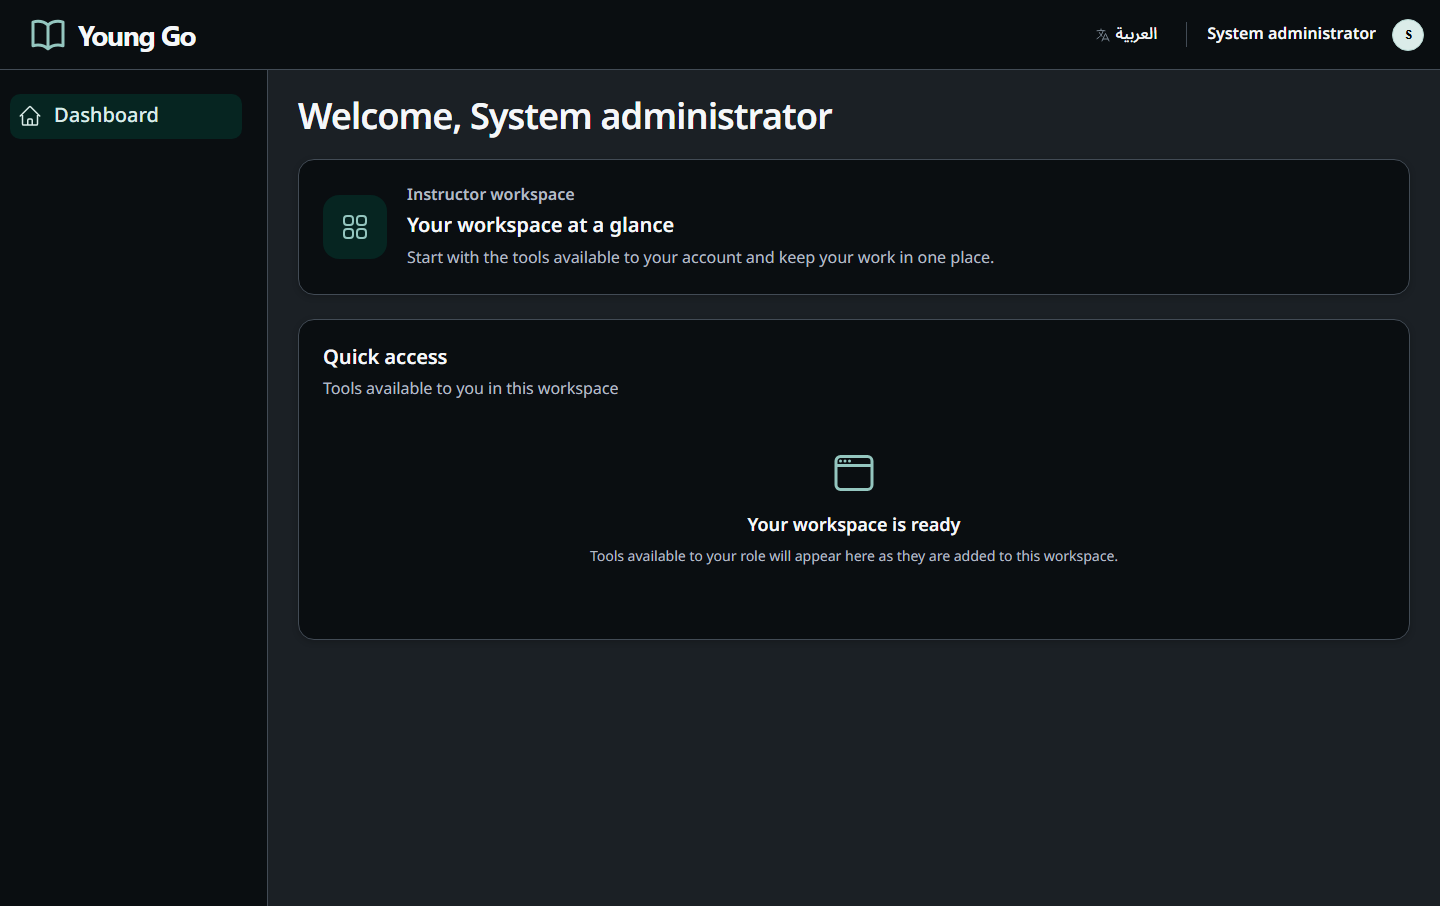 Young Go
العربية
System administrator
S
Dashboard
Welcome, System administrator
Instructor workspace
Your workspace at a glance
Start with the tools available to your account and keep your work in one place.
Quick access
Tools available to you in this workspace
Your workspace is ready
Tools available to your role will appear here as they are added to this workspace.